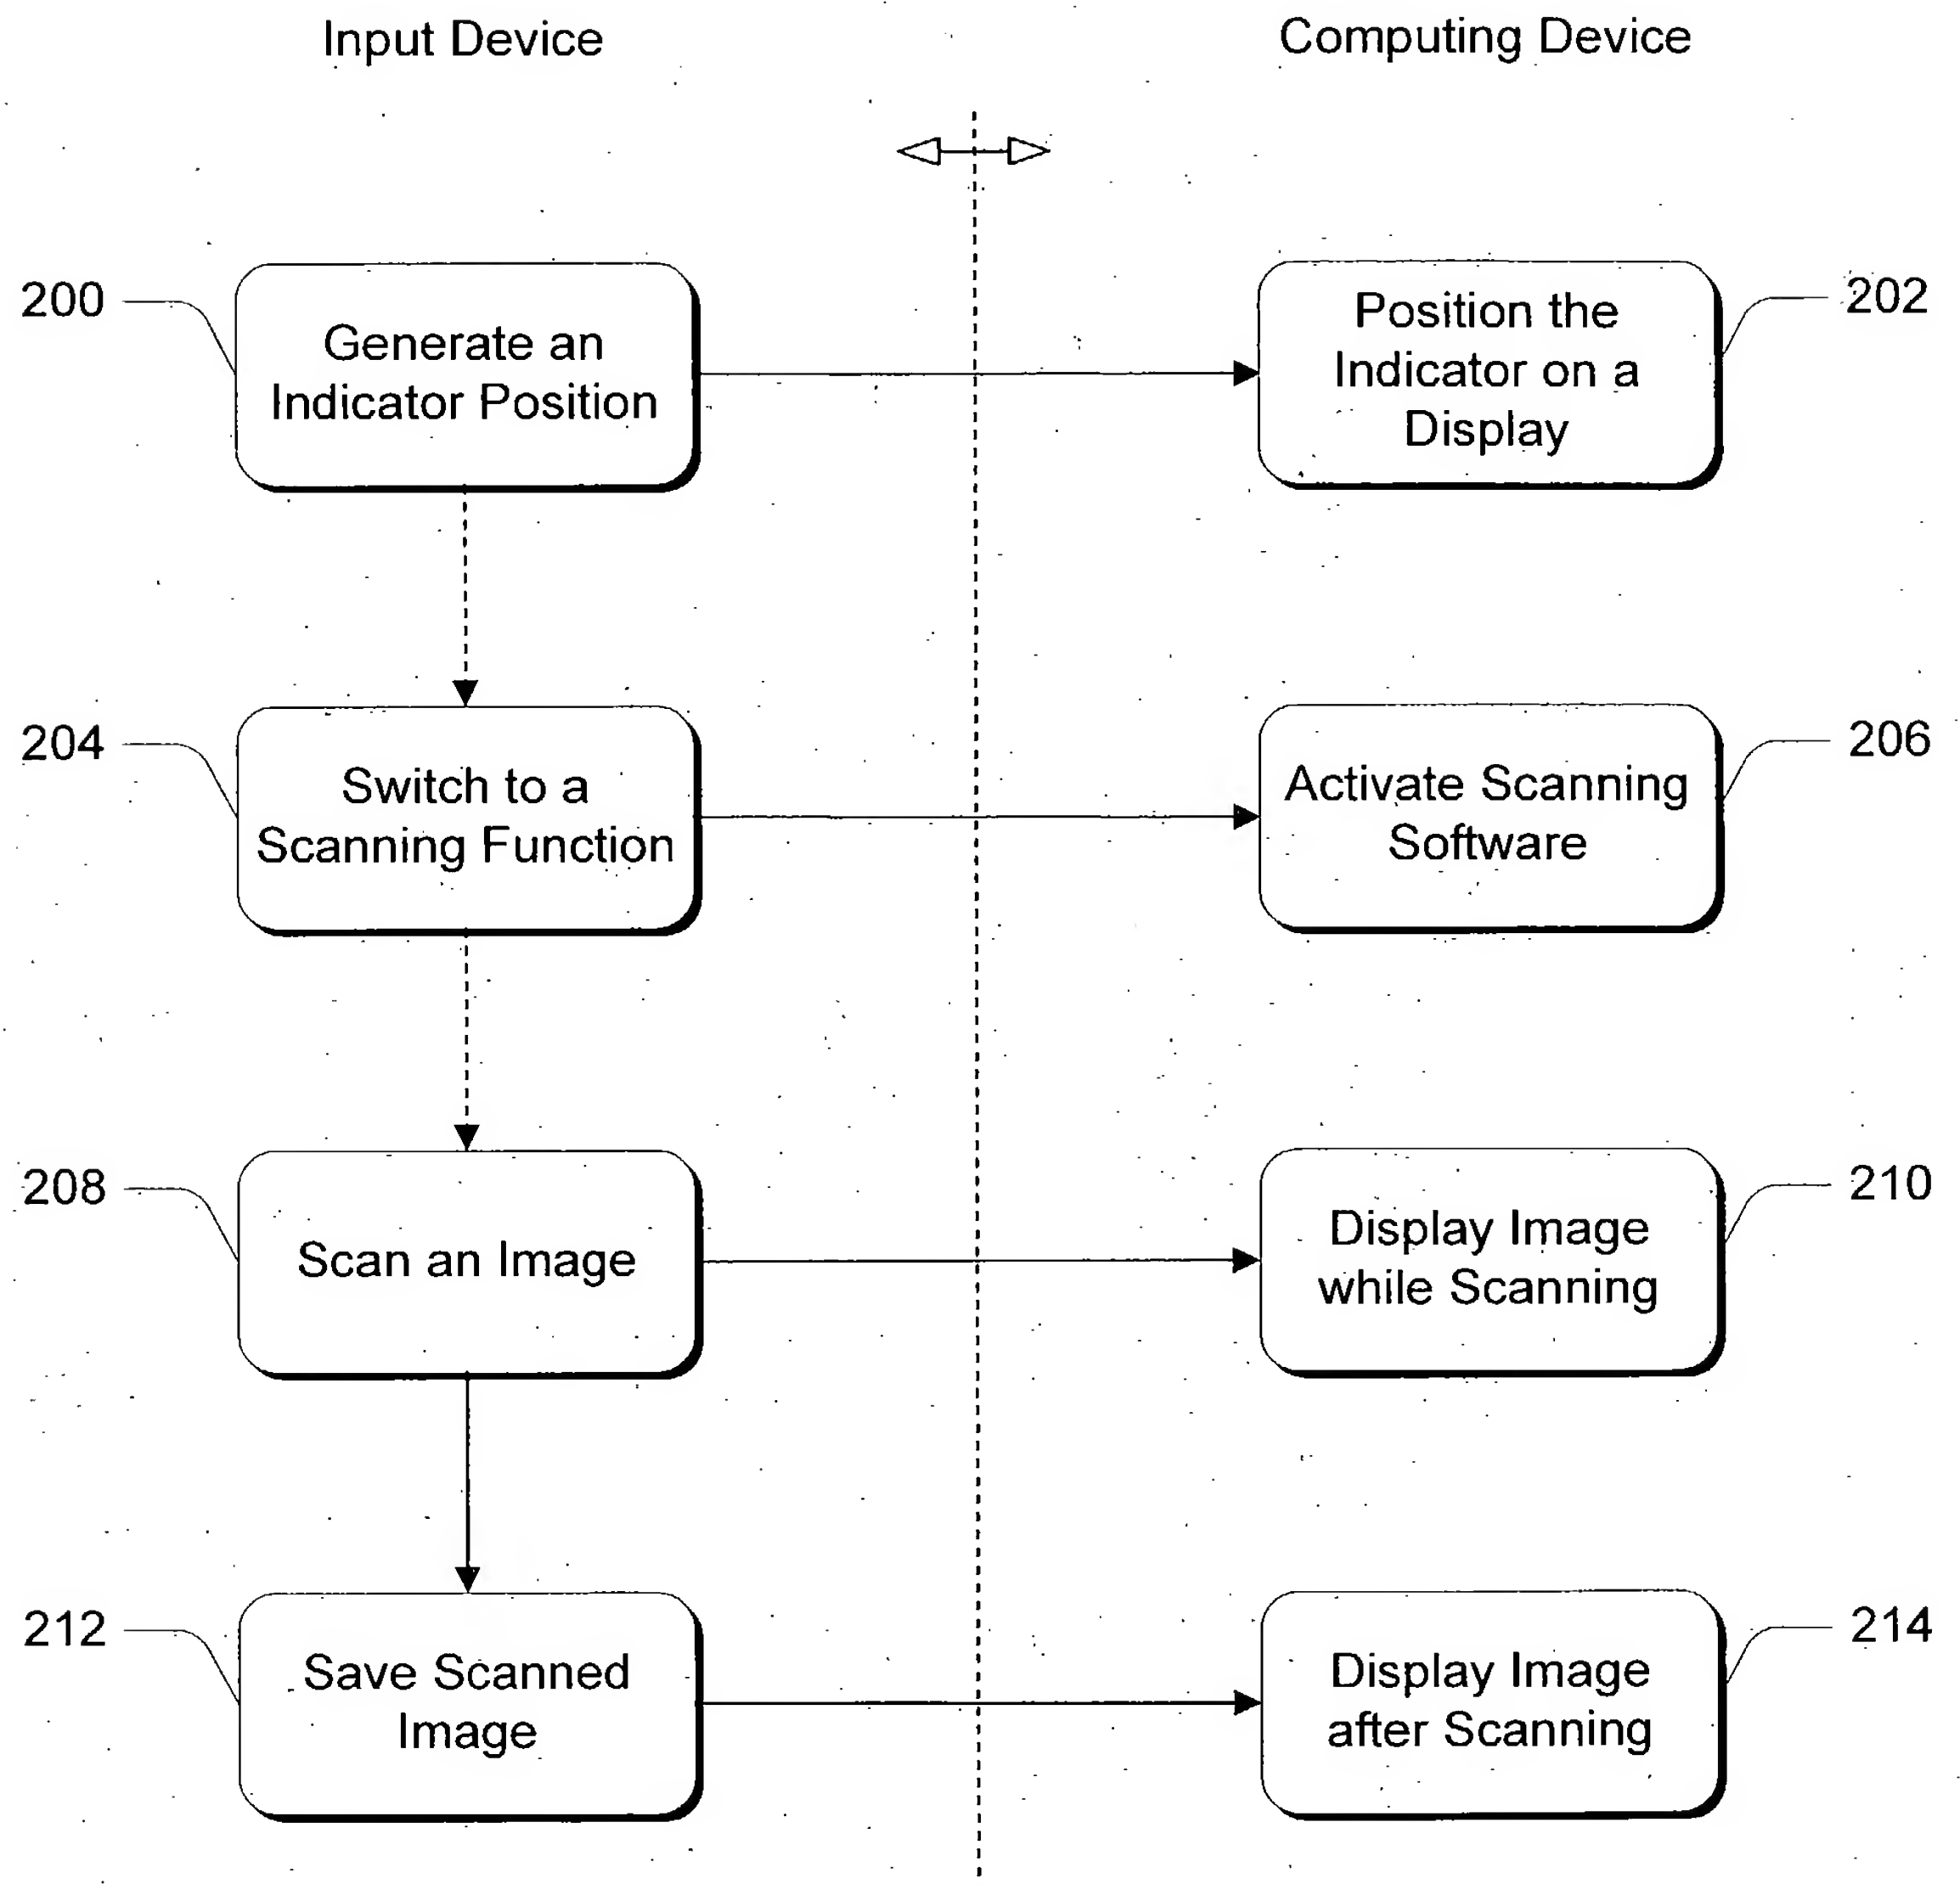 Input Device
Computing Device
200
Generate an
Indicator Position
Position the
Indicator on a
Display
202
204
Switch to a
Scanning Function
Activate Scanning
Software
206
208
Scan an Image
Display Image
while Scanning
210
212
Save Scanned
Image
Display Image
after Scanning
214